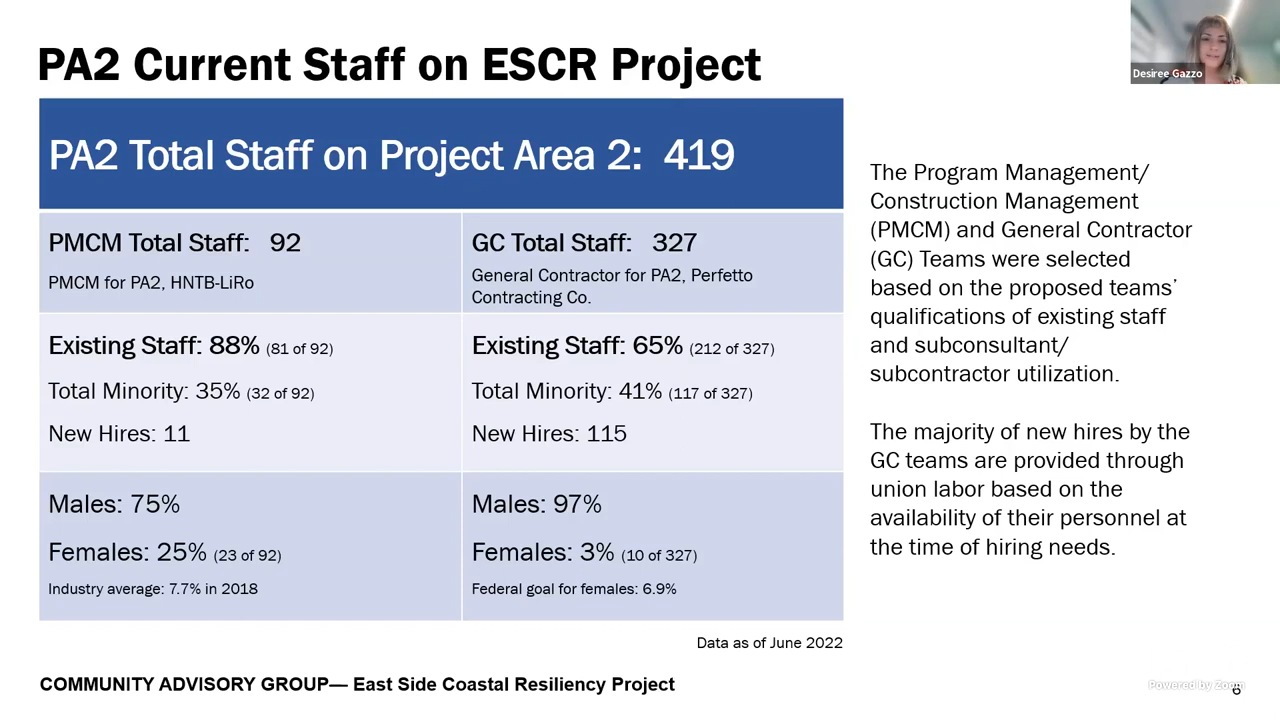 PA2 Current Staff on ESCR Project
Desiree Gazzo
PA2 Total Staff on Project Area 2: 419
PMCM Total Staff: 92
PMCM for PA2, HNTB-LiRo
GC Total Staff: 327
General Contractor for PA2, Perfetto
Contracting Co.
Existing Staff: 88% (81 of 92)
Total Minority: 35% (32 of 92)
New Hires: 11
Existing Staff: 65% (212 of 327)
Total Minority: 41% (117 of 327)
New Hires: 115
Males: 75%
Females: 25% (23 of 92)
Industry average: 7.7% in 2018
Males: 97%
Females: 3% (10 of 327)
Federal goal for females: 6.9%
Data as of June 2022
The Program Management/
Construction Management
(PMCM) and General Contractor
(GC) Teams were selected
based on the proposed teams’
qualifications of existing staff
and subconsultant/
subcontractor utilization.
The majority of new hires by the
GC teams are provided through
union labor based on the
availability of their personnel at
the time of hiring needs.
COMMUNITY ADVISORY GROUP— East Side Coastal Resiliency Project
Powered by Zoom
6